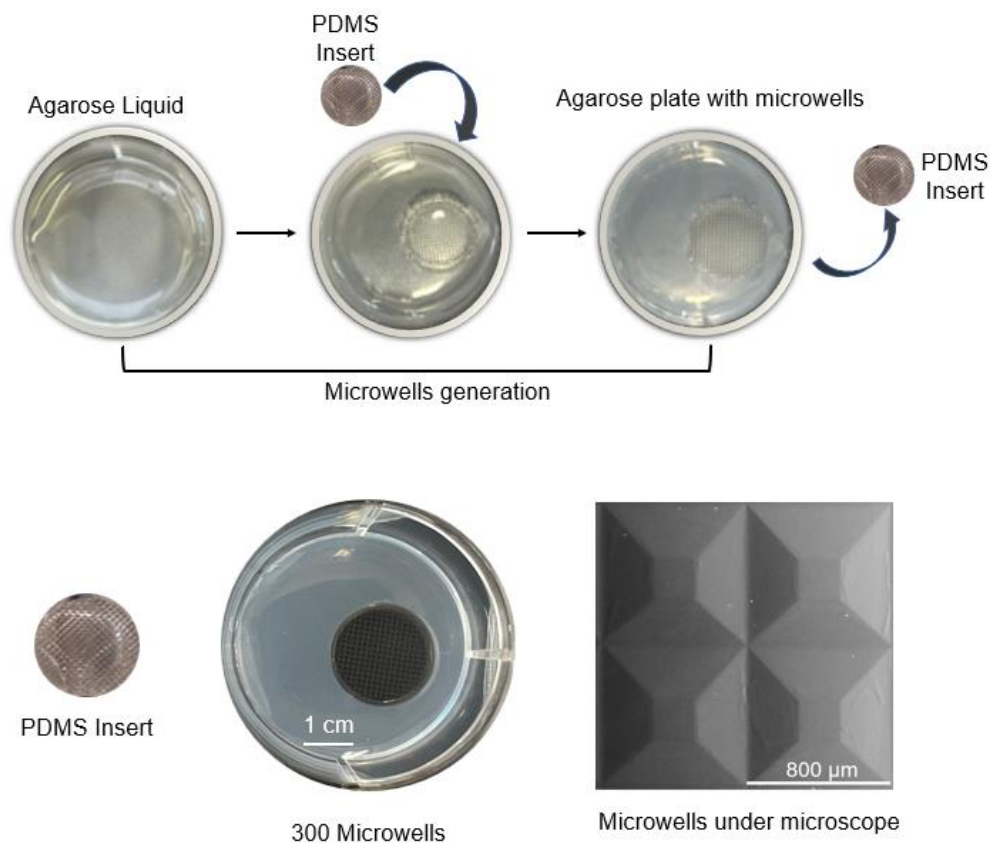 PDMS
Insert
Agarose Liquid
Agarose plate with microwells
PDMS
Insert
Microwells generation
1 cm
800 µm
PDMS Insert
300 Microwells
Microwells under microscope